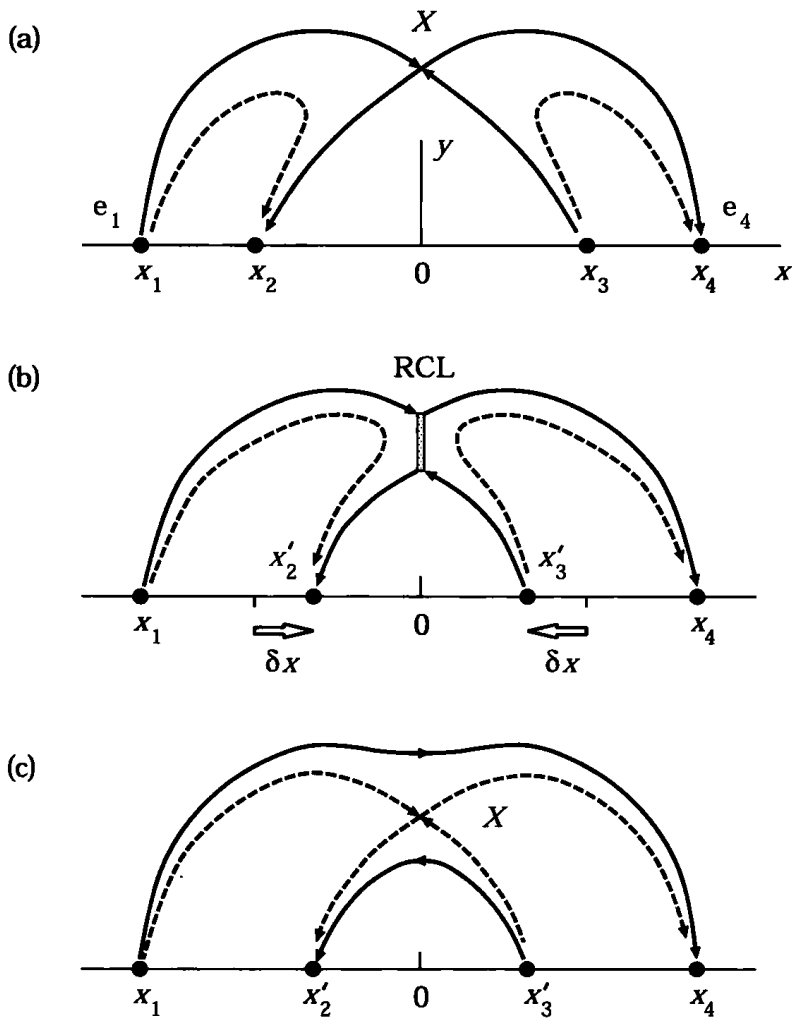 (a)
X
y
e₁ e₄
x₁ x₂ 0 x₃ x₄ x
(b)
RCL
x′₂ x′₃
x₁ 0 x₄
δx δx
(c)
X
x₁ x′₂ 0 x′₃ x₄